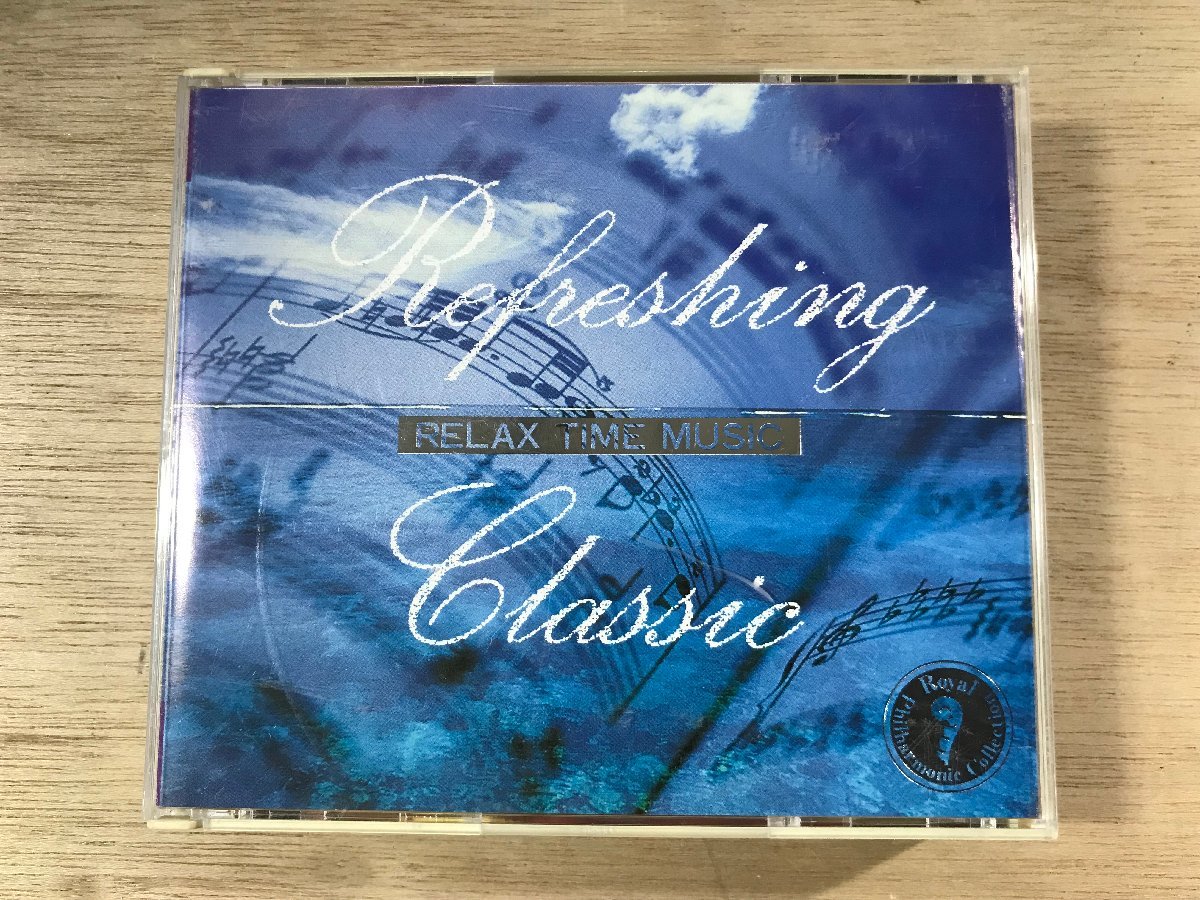 Refreshing
RELAX TIME MUSIC
Classic
Royal Philharmonic Collection